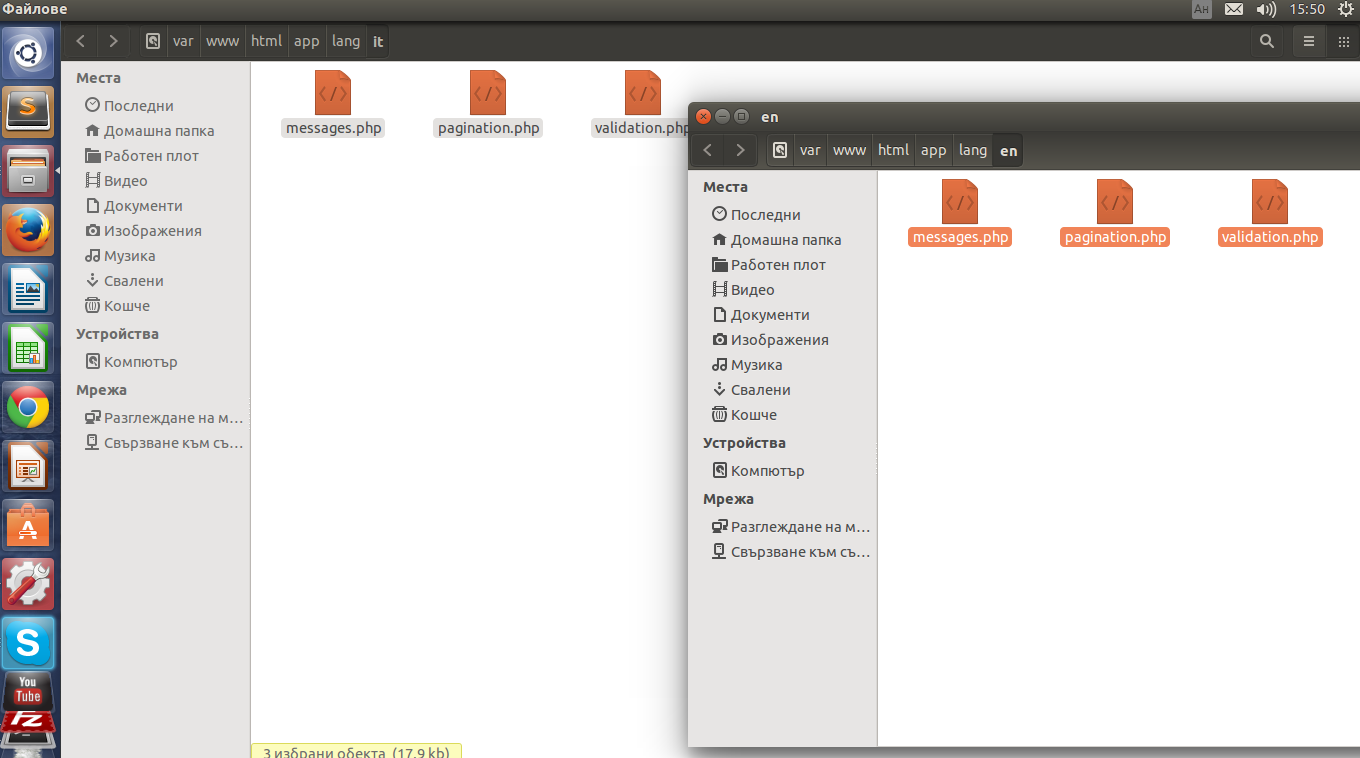 Файлове
Ан
15:50
var www html app lang it
Места
Последни
Домашна папка
Работен плот
Видео
Документи
Изображения
Музика
Свалени
Кошче
Устройства
Компютър
Мрежа
Разглеждане на м...
Свързване към съ...
messages.php
pagination.php
validation.php
3 избрани обекта (17,9 kb)
en
var www html app lang en
Места
Последни
Домашна папка
Работен плот
Видео
Документи
Изображения
Музика
Свалени
Кошче
Устройства
Компютър
Мрежа
Разглеждане на м...
Свързване към съ...
messages.php
pagination.php
validation.php
S
A
S
You
Tube
FZ